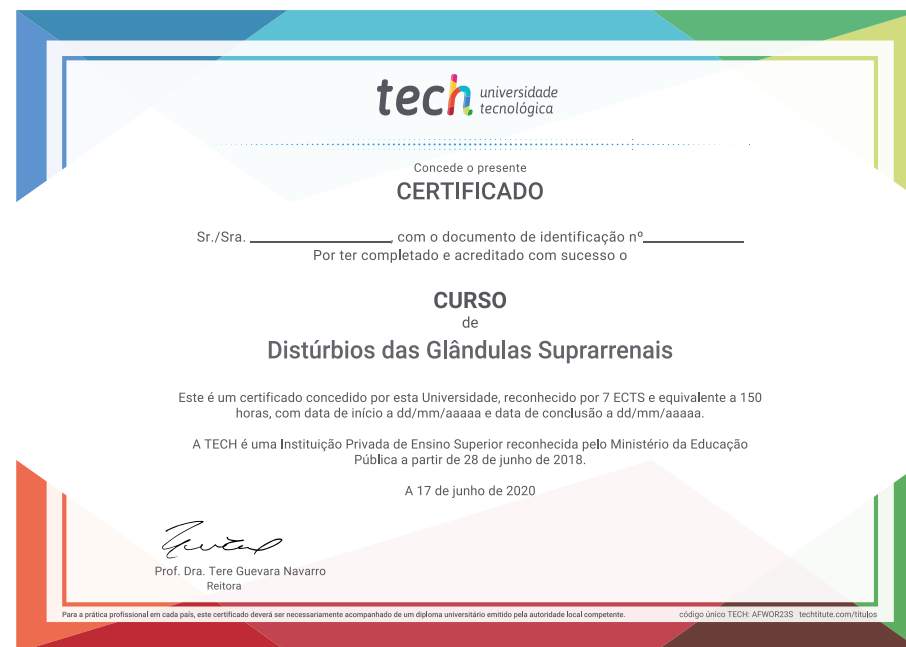 tech universidade
tecnológica
Concede o presente
CERTIFICADO
Sr./Sra. ________________, com o documento de identificação nº____________
Por ter completado e acreditado com sucesso o
CURSO
de
Distúrbios das Glândulas Suprarrenais
Este é um certificado concedido por esta Universidade, reconhecido por 7 ECTS e equivalente a 150
horas, com data de início a dd/mm/aaaaa e data de conclusão a dd/mm/aaaaa.
A TECH é uma Instituição Privada de Ensino Superior reconhecida pelo Ministério da Educação
Pública a partir de 28 de junho de 2018.
A 17 de junho de 2020
Prof. Dra. Tere Guevara Navarro
Reitora
Para a prática profissional em cada país, este certificado deverá ser necessariamente acompanhado de um diploma universitário emitido pela autoridade local competente. código único TECH: AFWOR23S techtitute.com/titulos